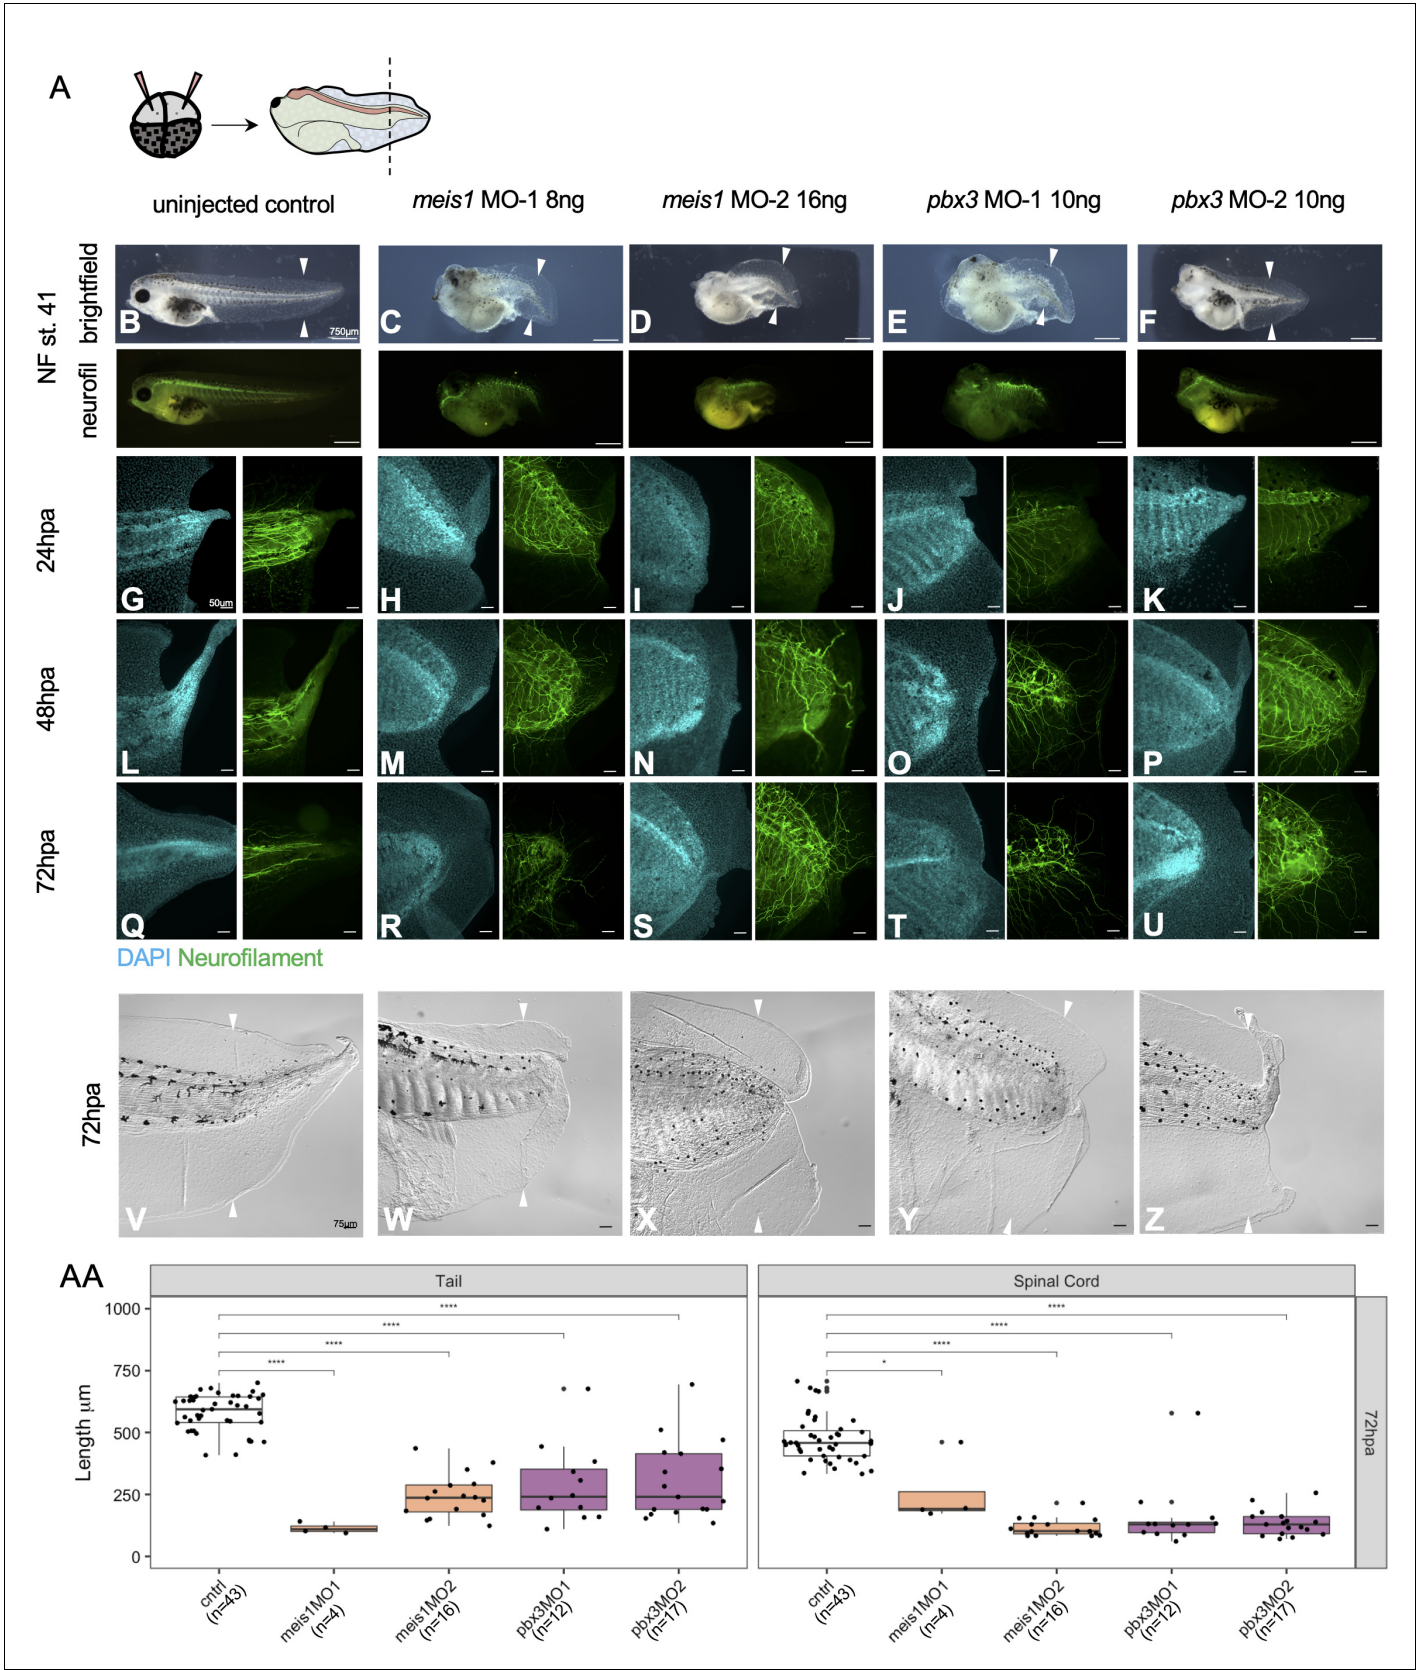 A
uninjected control
meis1 MO-1 8ng
meis1 MO-2 16ng
pbx3 MO-1 10ng
pbx3 MO-2 10ng
NF st. 41
brightfield
B
750µm
C
D
E
F
neurofil
24hpa
G
50um
H
I
J
K
48hpa
L
M
N
O
P
72hpa
Q
R
S
T
U
DAPI Neurofilament
72hpa
V
75µm
W
X
Y
Z
AA
Tail
Spinal Cord
Length µm
1000
750
500
250
0
****
****
****
****
****
****
****
*
72hpa
cntrl
(n=43)
meis1MO1
(n=4)
meis1MO2
(n=16)
pbx3MO1
(n=12)
pbx3MO2
(n=17)
cntrl
(n=43)
meis1MO1
(n=4)
meis1MO2
(n=16)
pbx3MO1
(n=12)
pbx3MO2
(n=17)